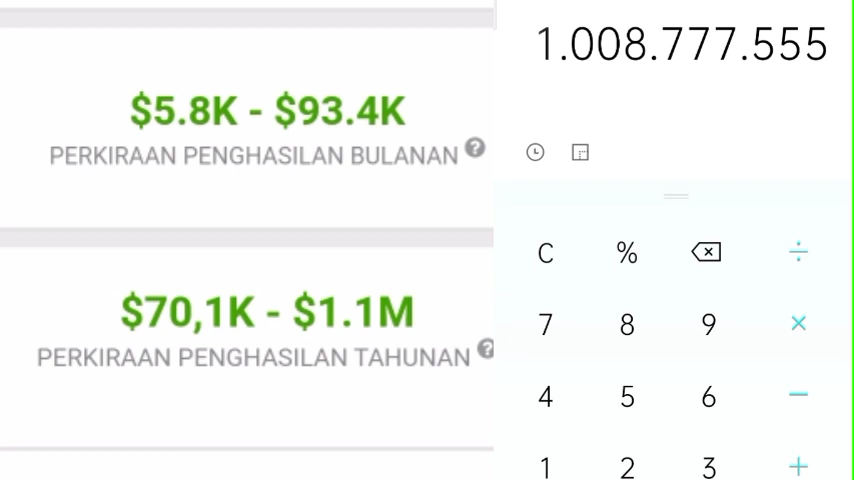 $5.8K - $93.4K
PERKIRAAN PENGHASILAN BULANAN ?
$70,1K - $1.1M
PERKIRAAN PENGHASILAN TAHUNAN ?
1.008.777.555
C % ÷
7 8 9 ×
4 5 6 −
1 2 3 +